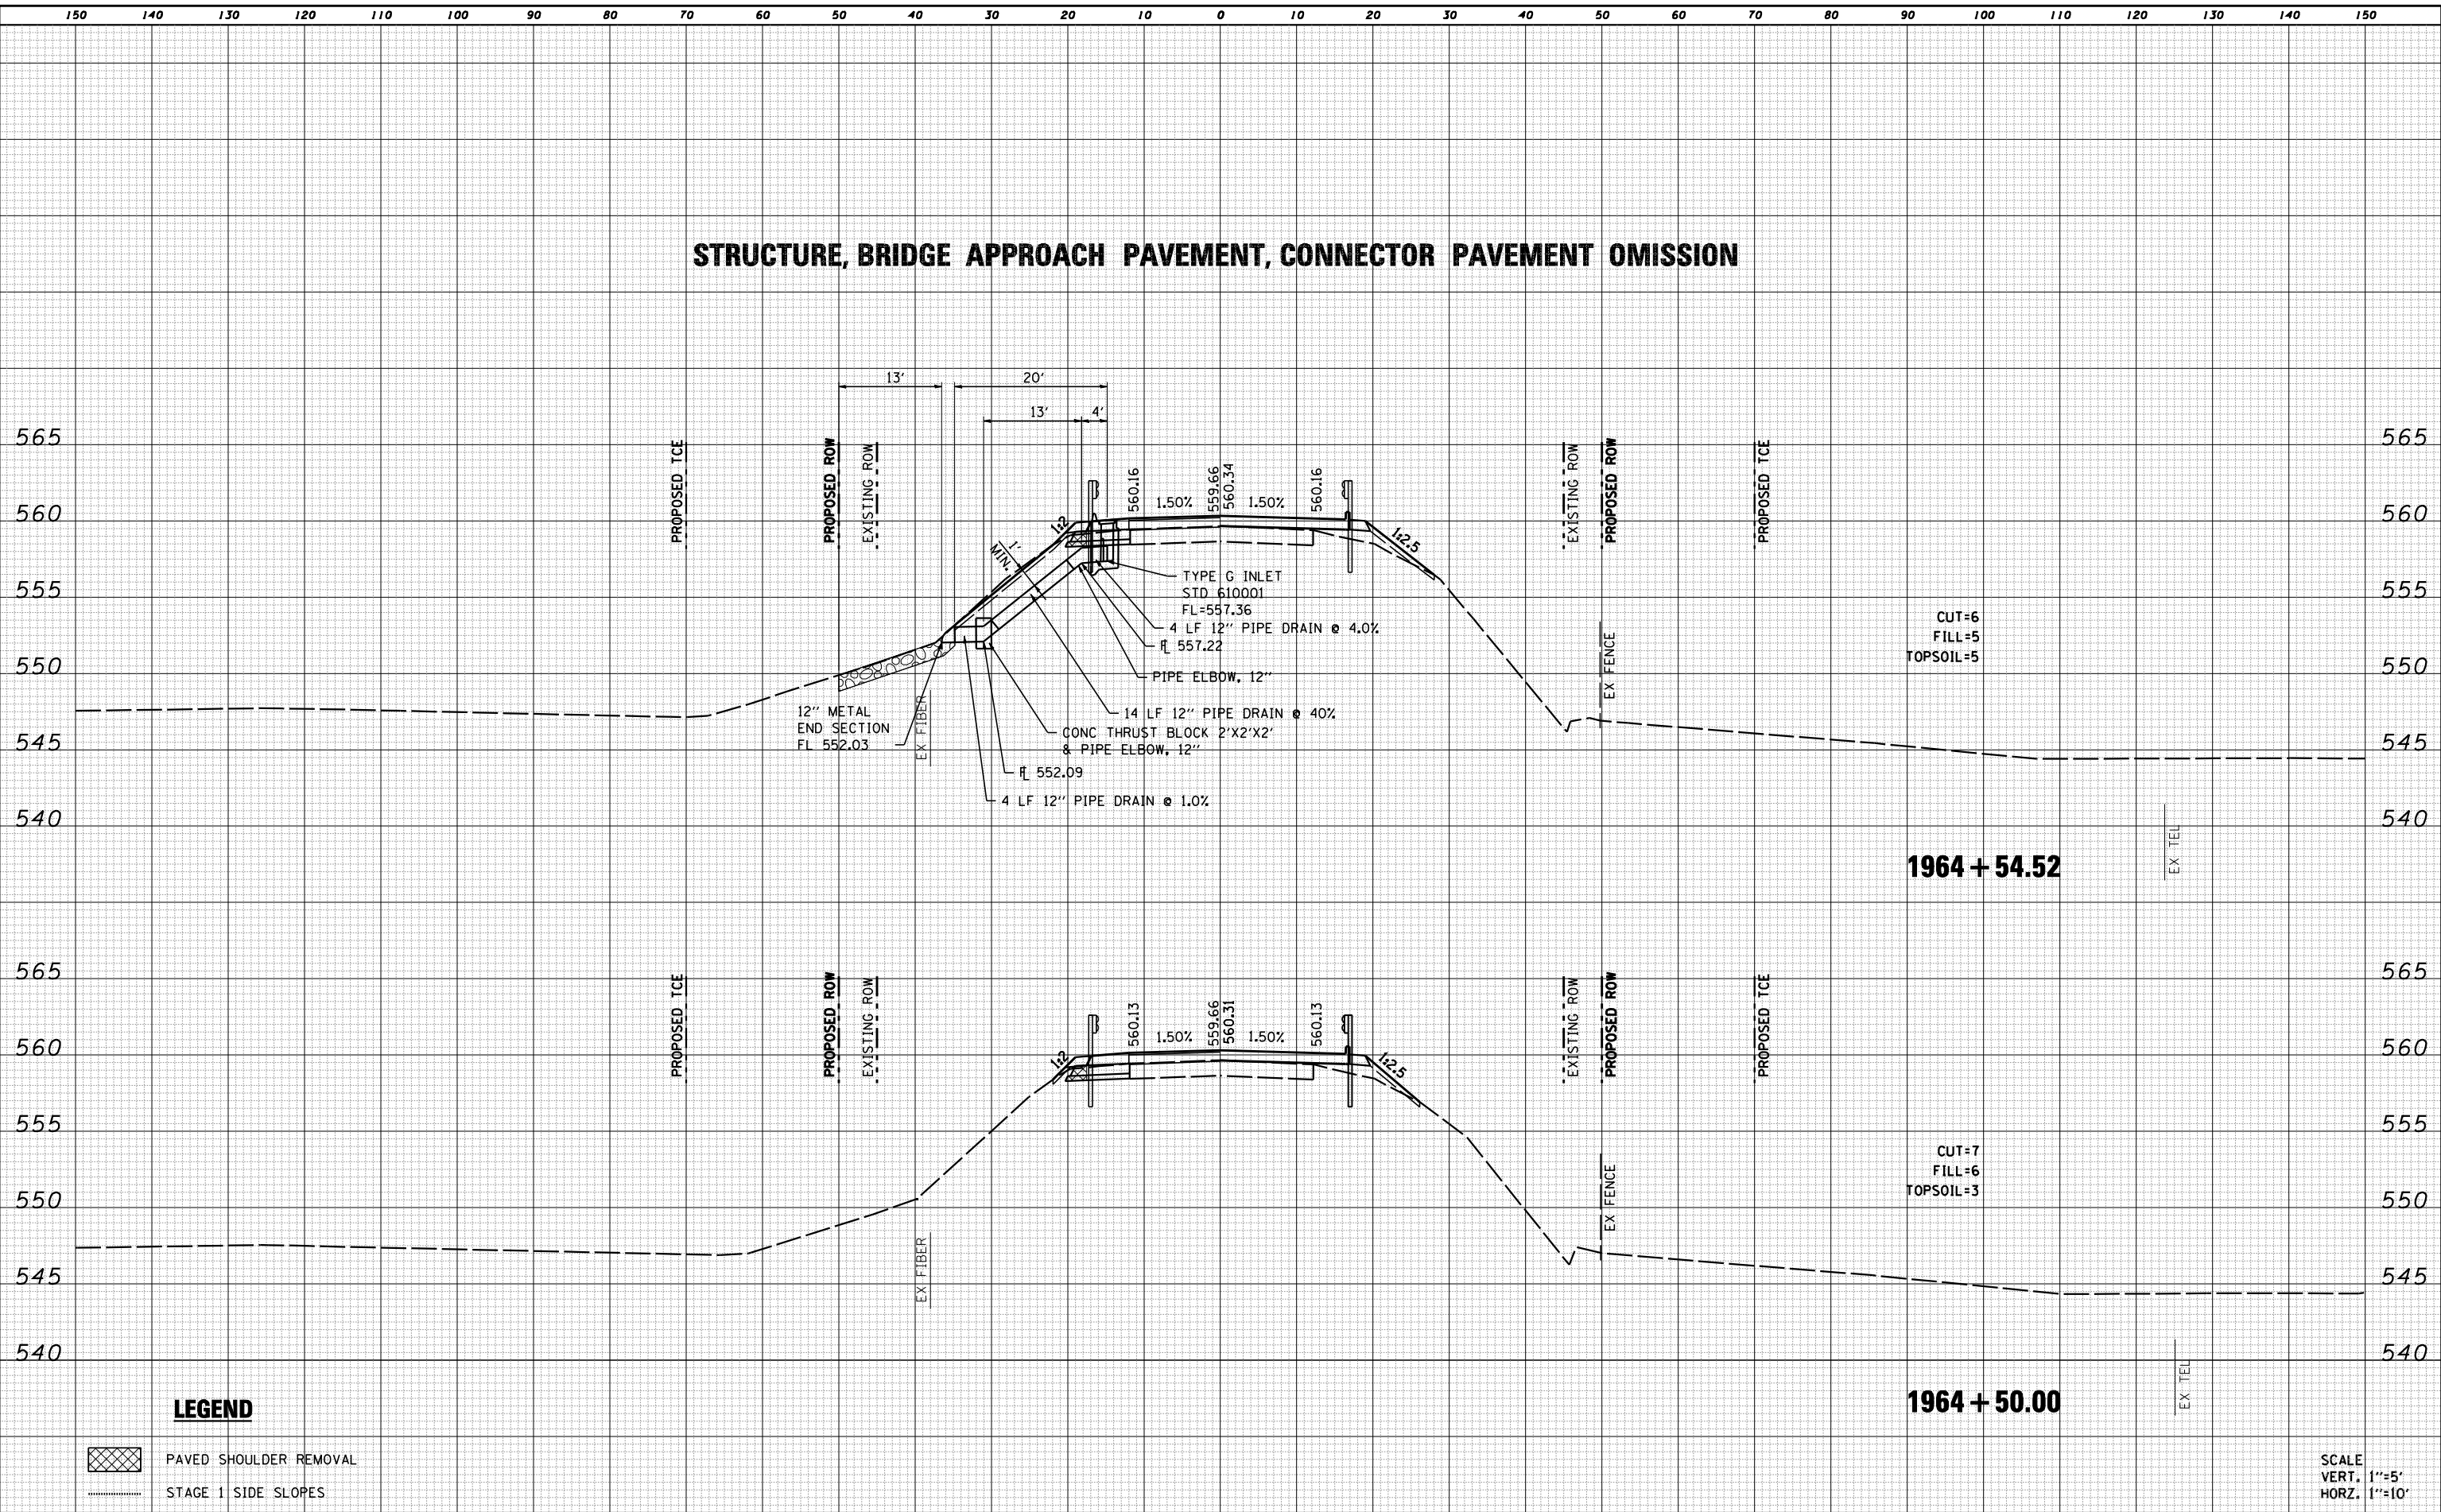 150 140 130 120 110 100 90 80 70 60 50 40 30 20 10 0 10 20 30 40 50 60 70 80 90 100 110 120 130 140 150
STRUCTURE, BRIDGE APPROACH PAVEMENT, CONNECTOR PAVEMENT OMISSION
13' 20'
13' 4'
565 565
PROPOSED TCE
PROPOSED ROW
EXISTING ROW
560.16
1.50%
559.66
560.34
1.50%
560.16
EXISTING ROW
PROPOSED ROW
PROPOSED TCE
560 560
1:2
1:2.5
1'
MIN.
555 555
TYPE G INLET
STD 610001
FL=557.36
4 LF 12" PIPE DRAIN @ 4.0%
FL 557.22
PIPE ELBOW, 12"
14 LF 12" PIPE DRAIN @ 40%
CONC THRUST BLOCK 2'X2'X2'
& PIPE ELBOW, 12"
FL 552.09
4 LF 12" PIPE DRAIN @ 1.0%
12" METAL
END SECTION
FL 552.03
EX FIBER
EX FENCE
CUT=6
FILL=5
TOPSOIL=5
550 550
545 545
540 540
EX TEL
1964+54.52
565 565
PROPOSED TCE
PROPOSED ROW
EXISTING ROW
560.13
1.50%
559.66
560.31
1.50%
560.13
EXISTING ROW
PROPOSED ROW
PROPOSED TCE
560 560
1:2
1:2.5
555 555
EX FIBER
EX FENCE
CUT=7
FILL=6
TOPSOIL=3
550 550
545 545
540 540
EX TEL
1964+50.00
LEGEND
PAVED SHOULDER REMOVAL
STAGE 1 SIDE SLOPES
SCALE
VERT. 1"=5'
HORZ. 1"=10'